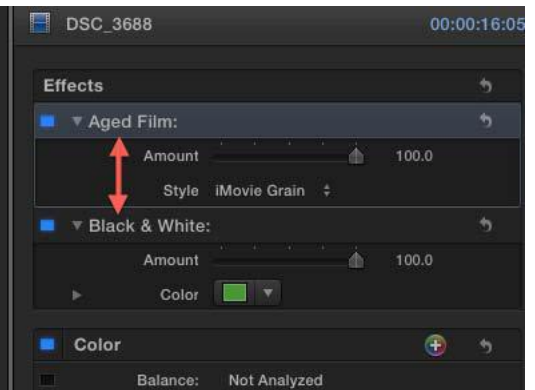 DSC_3688 00:00:16:05
Effects
Aged Film:
Amount 100.0
Style iMovie Grain
Black & White:
Amount 100.0
Color
Color
Balance: Not Analyzed